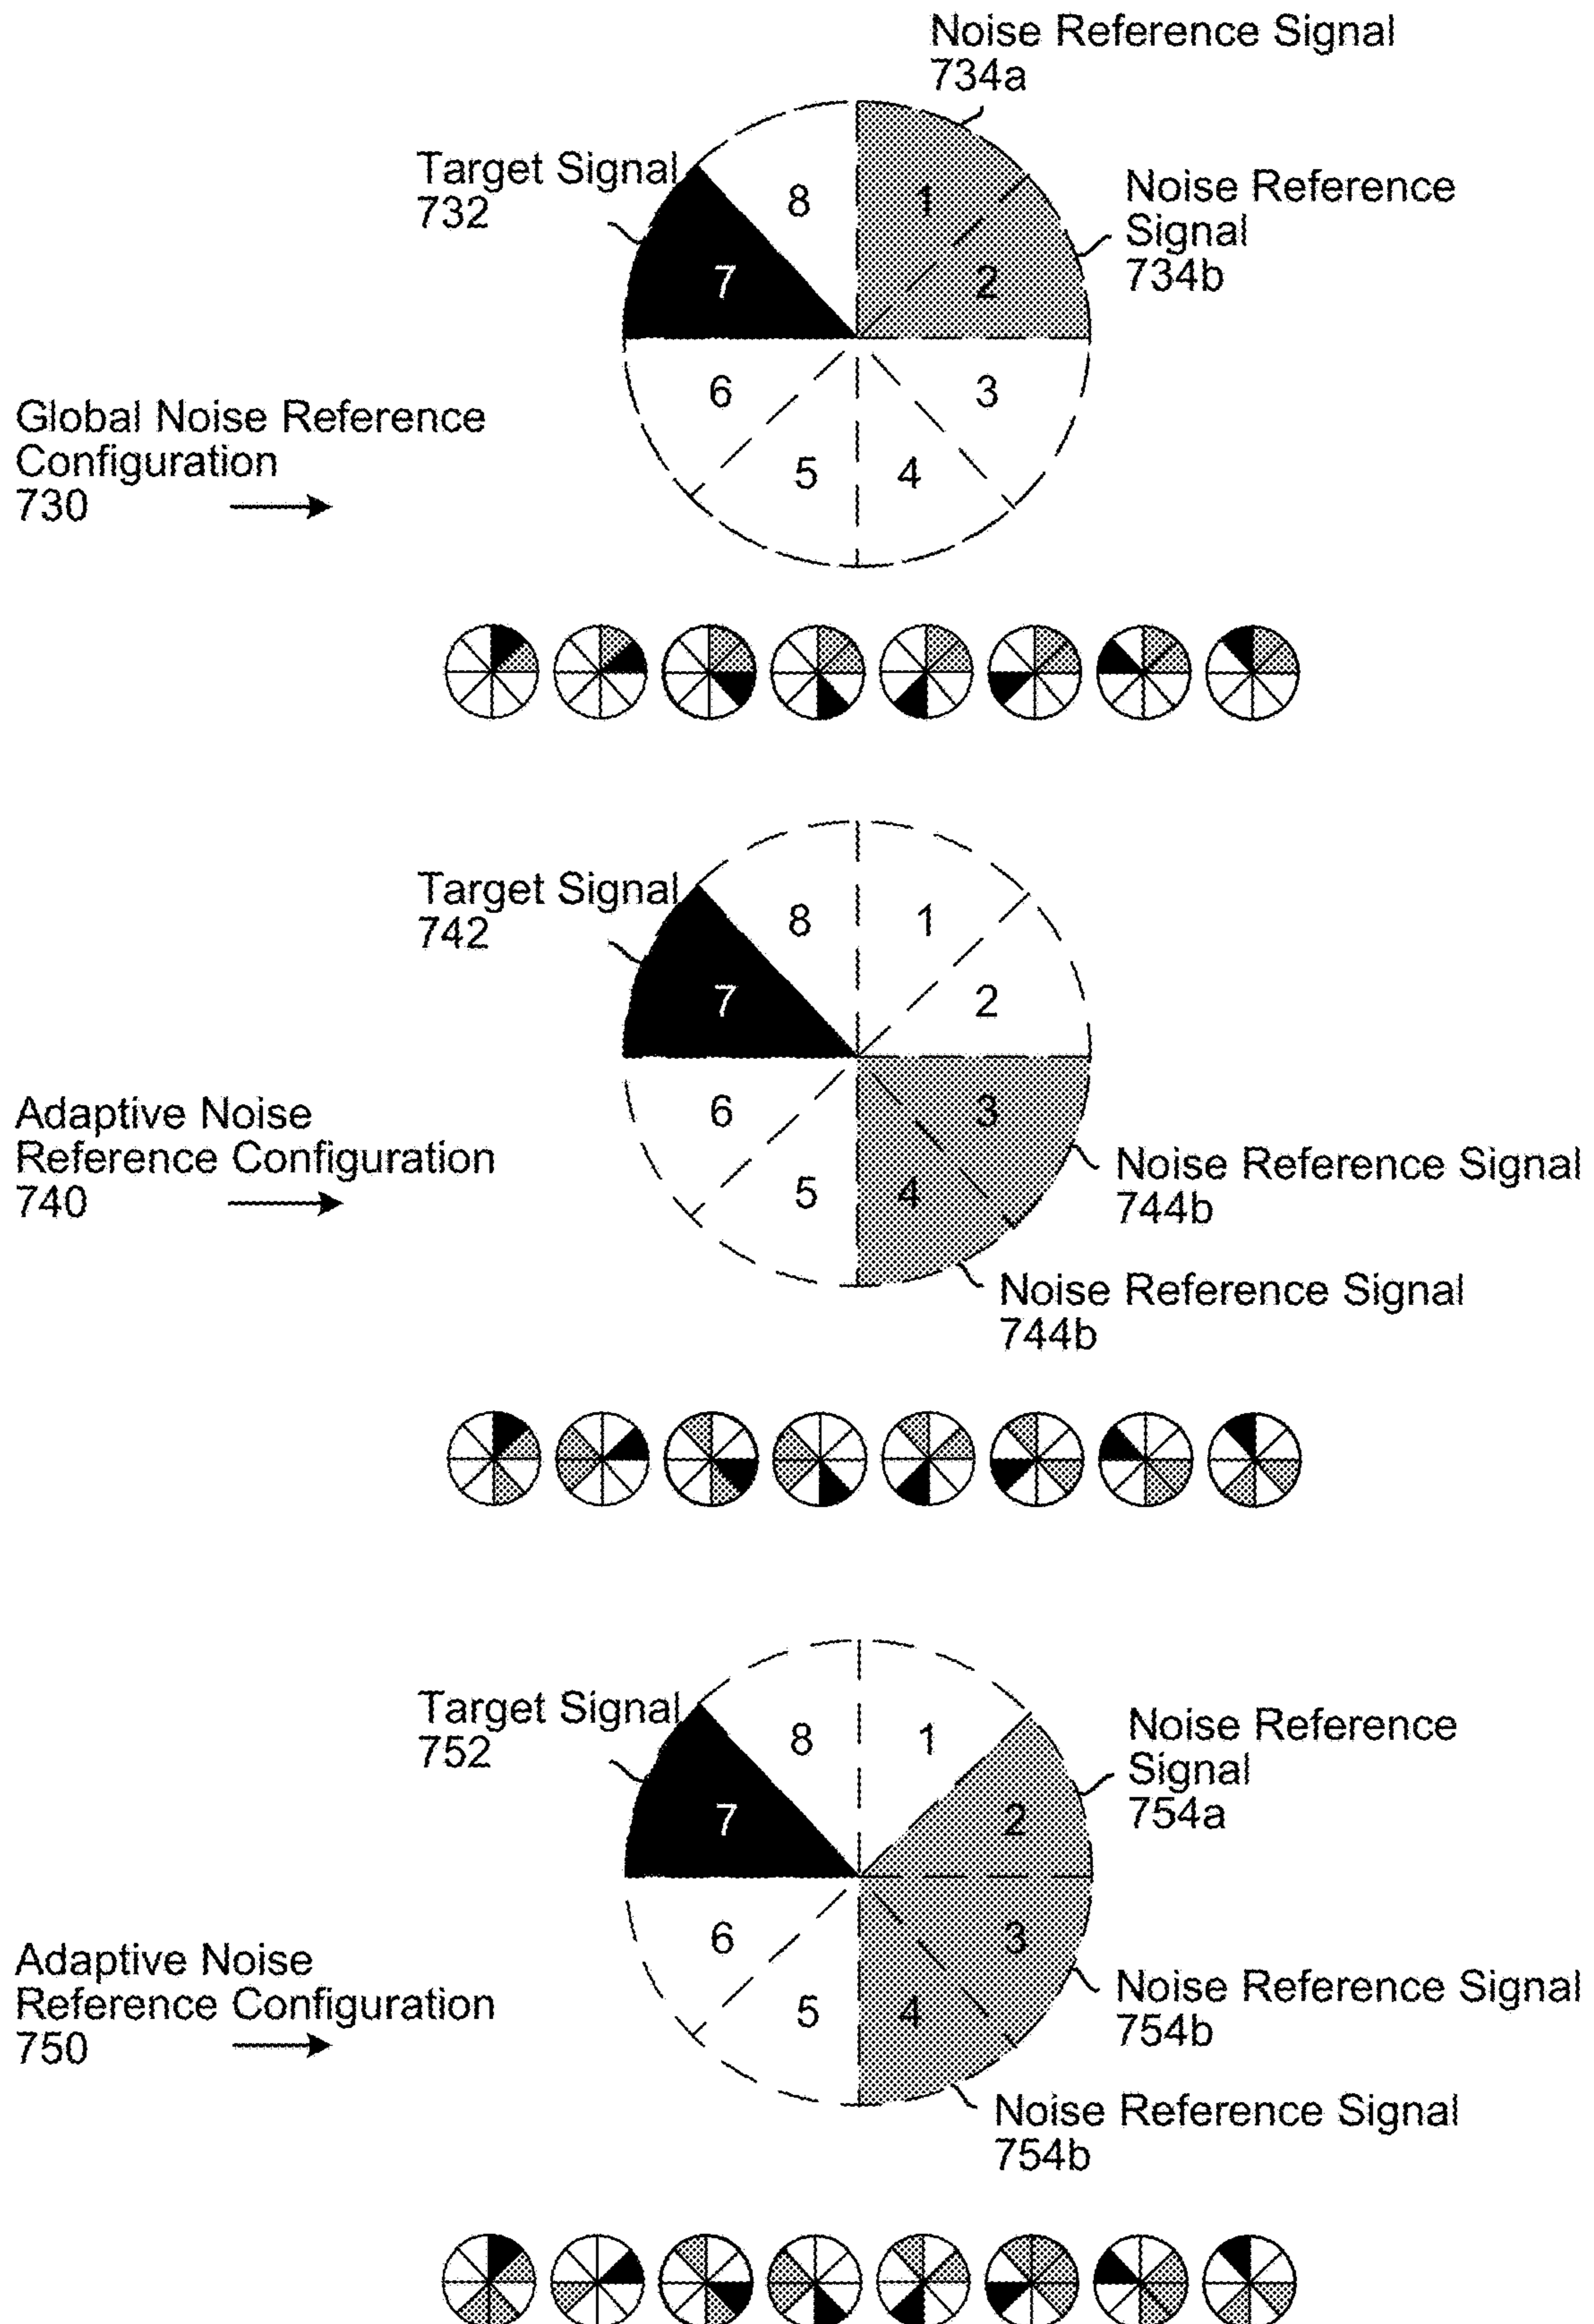 Noise Reference Signal
734a
Target Signal
732
Noise Reference
Signal
734b
8
1
7
2
6
3
5
4
Global Noise Reference
Configuration
730
Target Signal
742
8
1
7
2
6
3
5
4
Adaptive Noise
Reference Configuration
740
Noise Reference Signal
744b
Noise Reference Signal
744b
Target Signal
752
8
1
Noise Reference
Signal
754a
7
2
6
3
5
4
Adaptive Noise
Reference Configuration
750
Noise Reference Signal
754b
Noise Reference Signal
754b